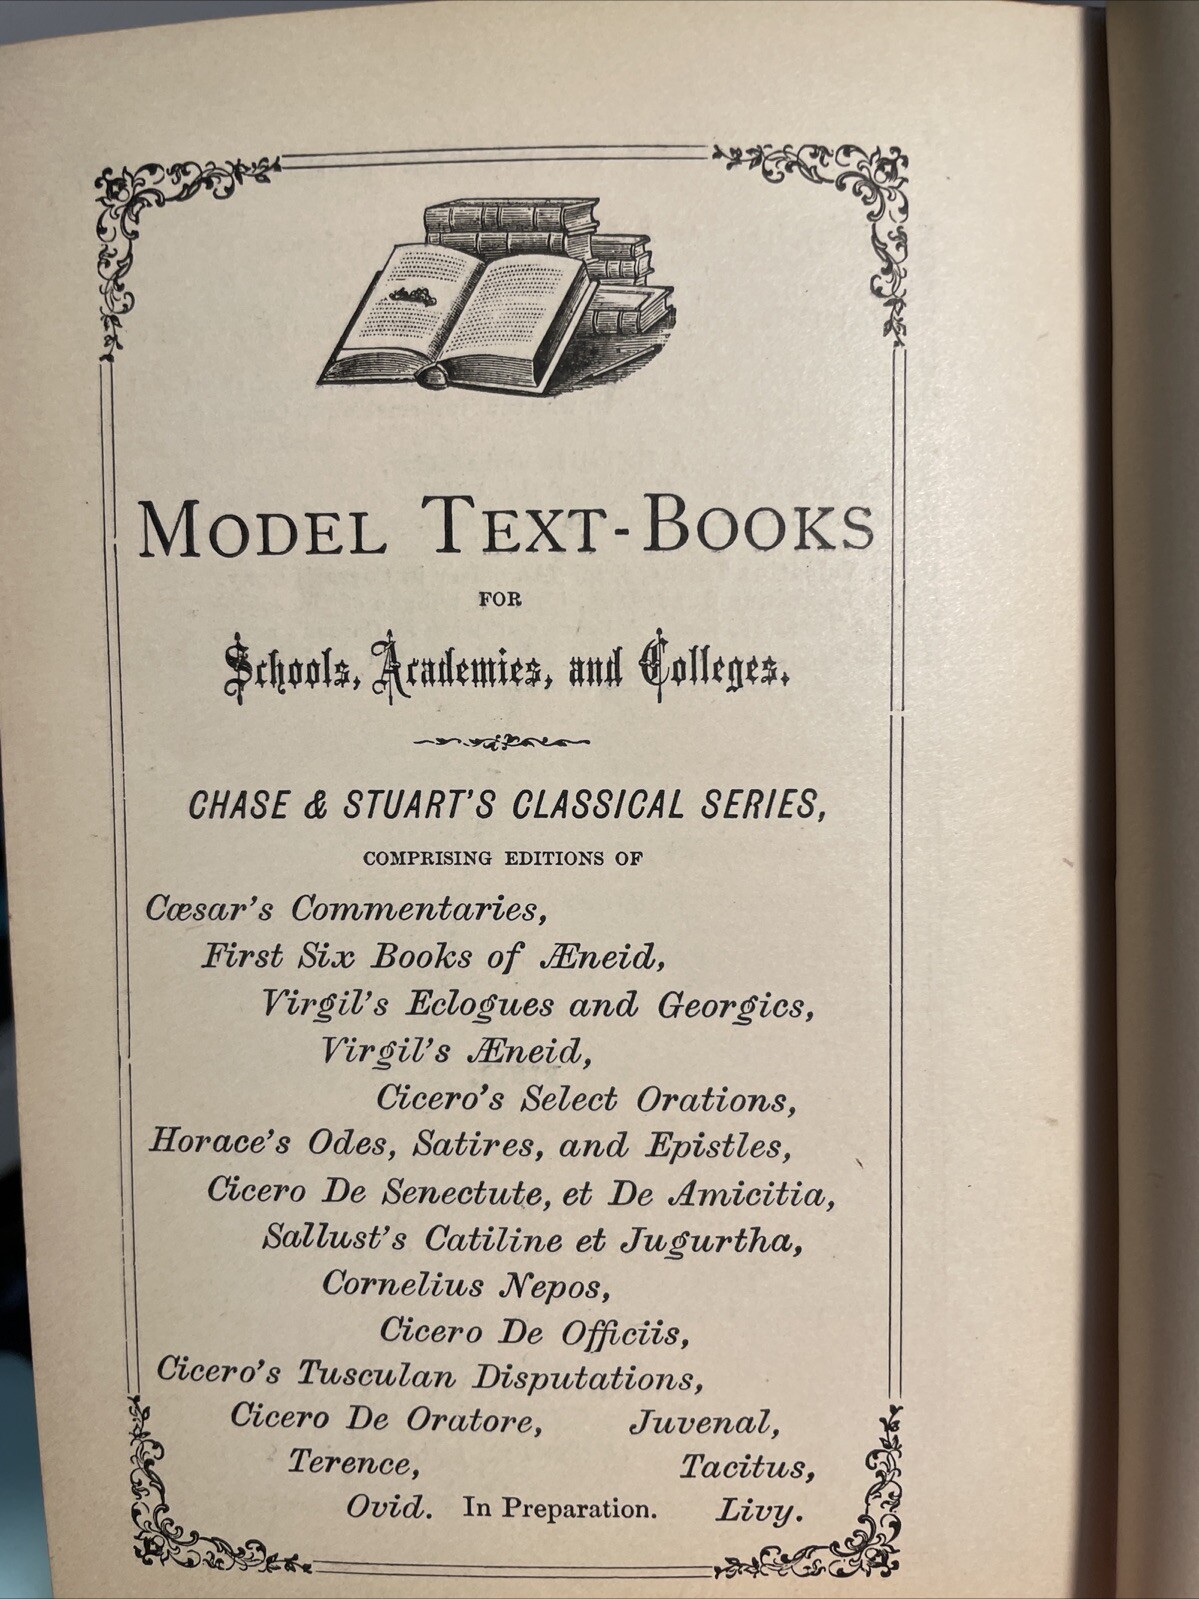 MODEL TEXT-BOOKS
FOR
Schools, Academies, and Colleges.
CHASE & STUART'S CLASSICAL SERIES,
COMPRISING EDITIONS OF
Cæsar's Commentaries,
First Six Books of Æneid,
Virgil's Eclogues and Georgics,
Virgil's Æneid,
Cicero's Select Orations,
Horace's Odes, Satires, and Epistles,
Cicero De Senectute, et De Amicitia,
Sallust's Catiline et Jugurtha,
Cornelius Nepos,
Cicero De Officiis,
Cicero's Tusculan Disputations,
Cicero De Oratore, Juvenal,
Terence, Tacitus,
Ovid. In Preparation. Livy.